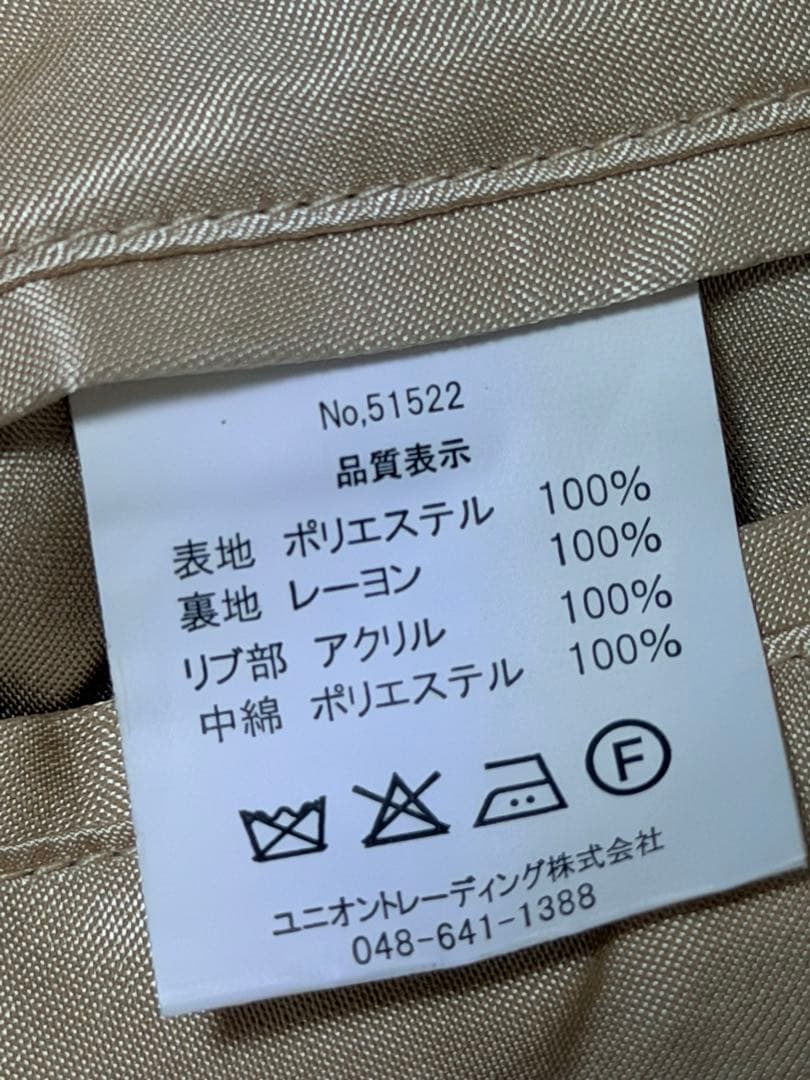 No,51522
品質表示
表地 ポリエステル 100%
裏地 レーヨン 100%
リブ部 アクリル 100%
中綿 ポリエステル 100%
F
ユニオントレーディング株式会社
048-641-1388